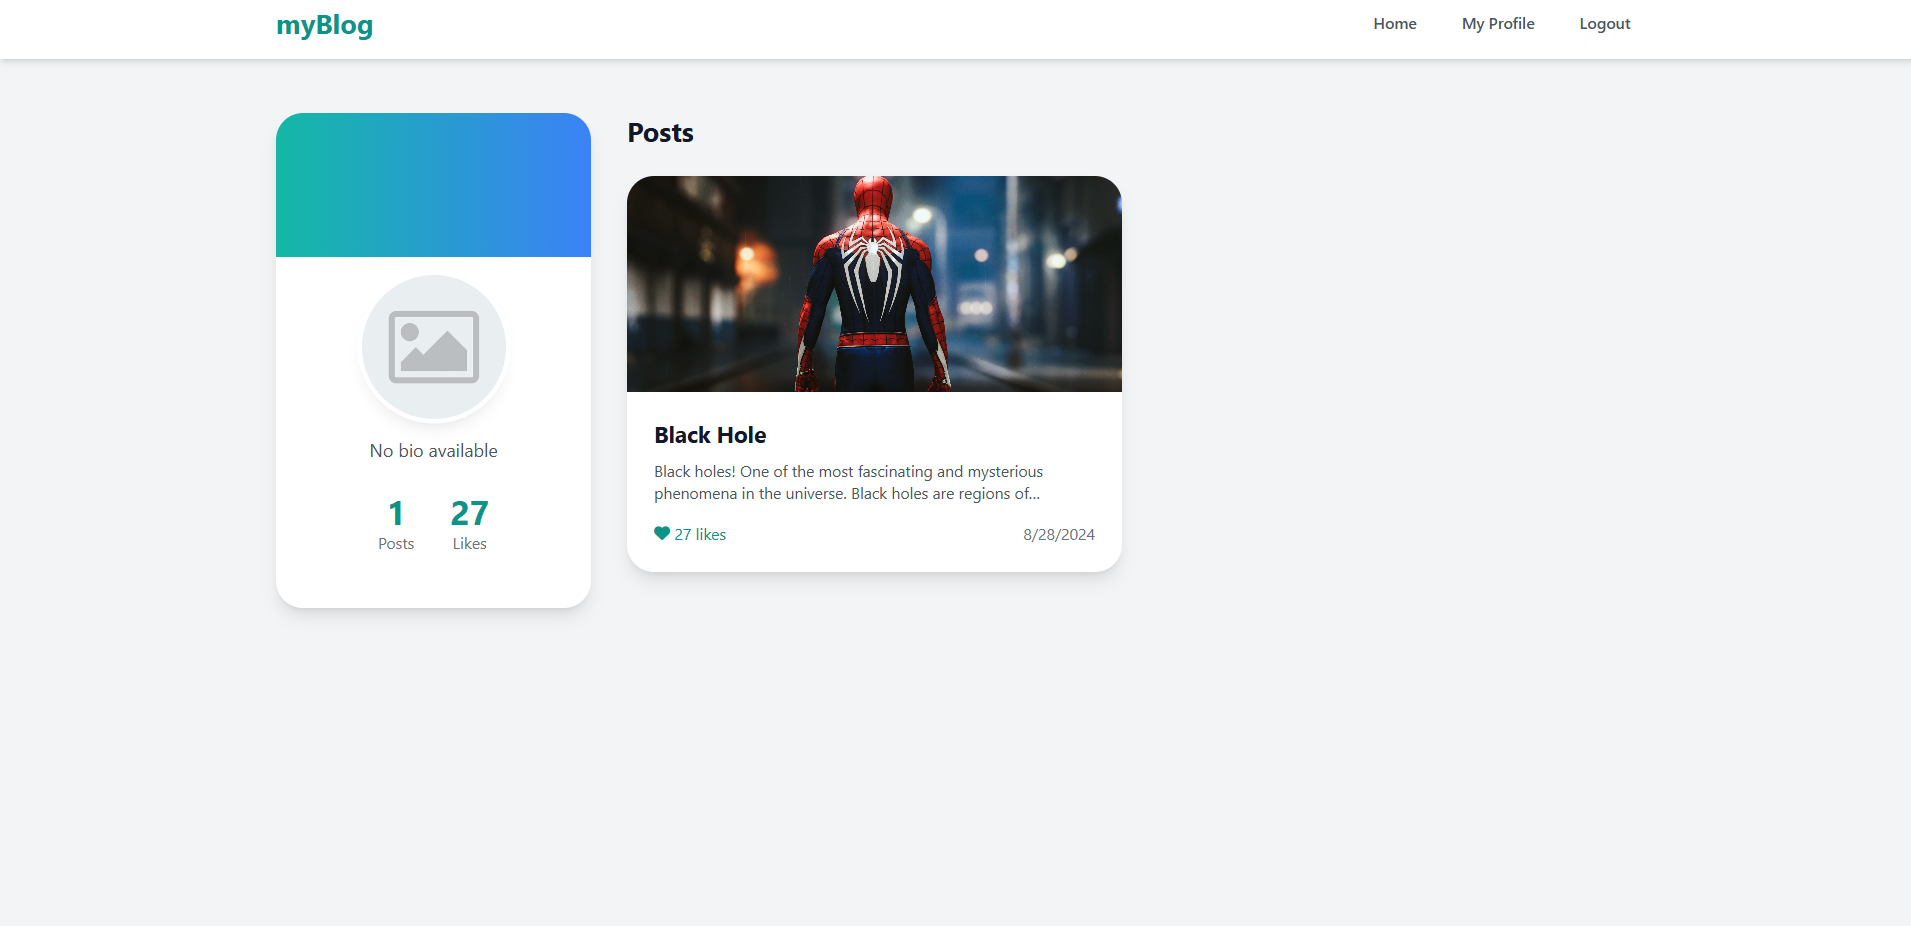 myBlog
Home
My Profile
Logout
No bio available
1
Posts
27
Likes
Posts
Black Hole
Black holes! One of the most fascinating and mysterious
phenomena in the universe. Black holes are regions of...
27 likes
8/28/2024